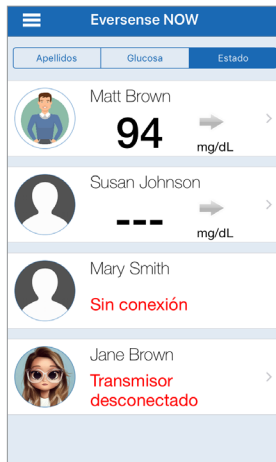 Eversense NOW
Apellidos Glucosa Estado
Matt Brown
94
mg/dL
Susan Johnson
---
mg/dL
Mary Smith
Sin conexión
Jane Brown
Transmisor
desconectado